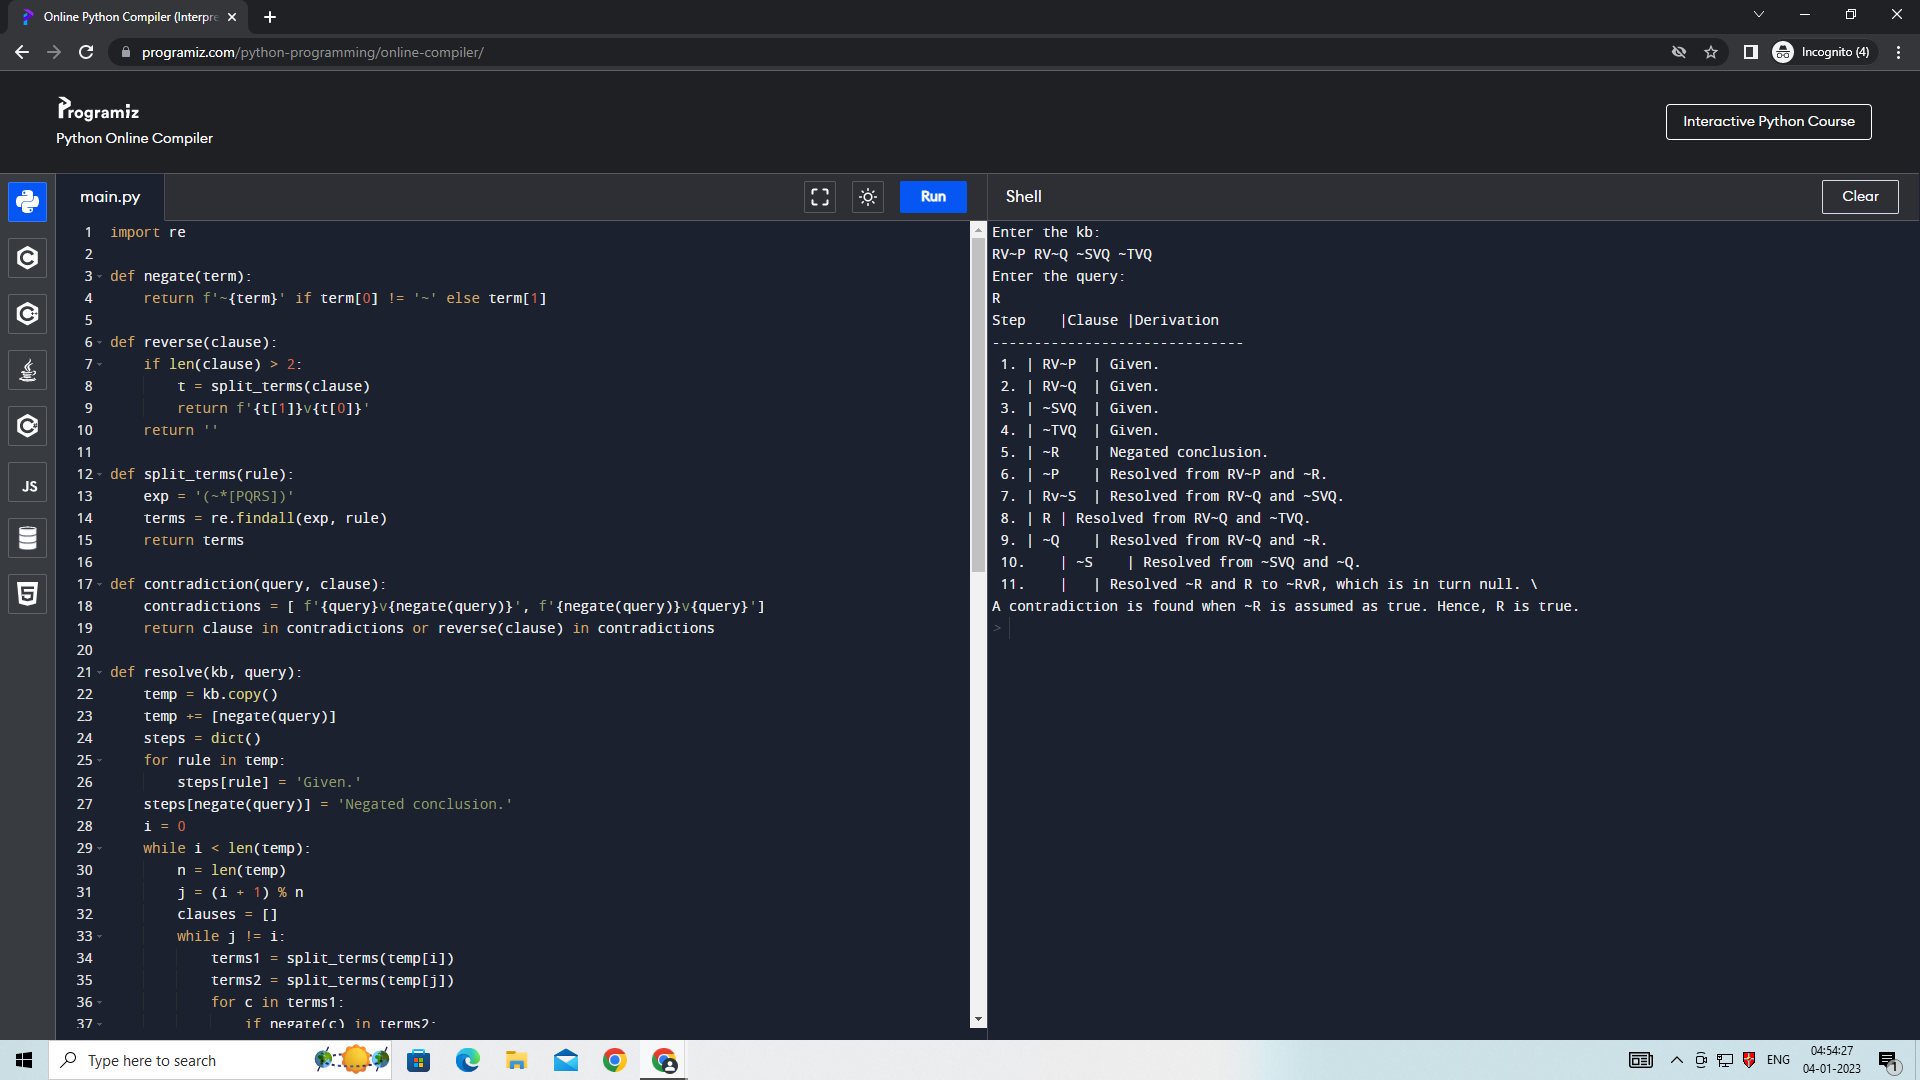 Online Python Compiler (Interpre
programiz.com/python-programming/online-compiler/
Incognito (4)
Programiz
Python Online Compiler
Interactive Python Course
main.py
Run
Shell
Clear
1 import re
2
3 def negate(term):
4 return f'~{term}' if term[0] != '~' else term[1]
5
6 def reverse(clause):
7 if len(clause) > 2:
8 t = split_terms(clause)
9 return f'{t[1]}v{t[0]}'
10 return ''
11
12 def split_terms(rule):
13 exp = '(~*[PQRS])'
14 terms = re.findall(exp, rule)
15 return terms
16
17 def contradiction(query, clause):
18 contradictions = [ f'{query}v{negate(query)}', f'{negate(query)}v{query}']
19 return clause in contradictions or reverse(clause) in contradictions
20
21 def resolve(kb, query):
22 temp = kb.copy()
23 temp += [negate(query)]
24 steps = dict()
25 for rule in temp:
26 steps[rule] = 'Given.'
27 steps[negate(query)] = 'Negated conclusion.'
28 i = 0
29 while i < len(temp):
30 n = len(temp)
31 j = (i + 1) % n
32 clauses = []
33 while j != i:
34 terms1 = split_terms(temp[i])
35 terms2 = split_terms(temp[j])
36 for c in terms1:
37 if negate(c) in terms2:
Enter the kb:
RV~P RV~Q ~SVQ ~TVQ
Enter the query:
R
Step |Clause |Derivation
------------------------------
1. | RV~P | Given.
2. | RV~Q | Given.
3. | ~SVQ | Given.
4. | ~TVQ | Given.
5. | ~R | Negated conclusion.
6. | ~P | Resolved from RV~P and ~R.
7. | Rv~S | Resolved from RV~Q and ~SVQ.
8. | R | Resolved from RV~Q and ~TVQ.
9. | ~Q | Resolved from RV~Q and ~R.
10. | ~S | Resolved from ~SVQ and ~Q.
11. | | Resolved ~R and R to ~RvR, which is in turn null. \
A contradiction is found when ~R is assumed as true. Hence, R is true.
>
JS
Type here to search
ENG
04:54:27
04-01-2023
1